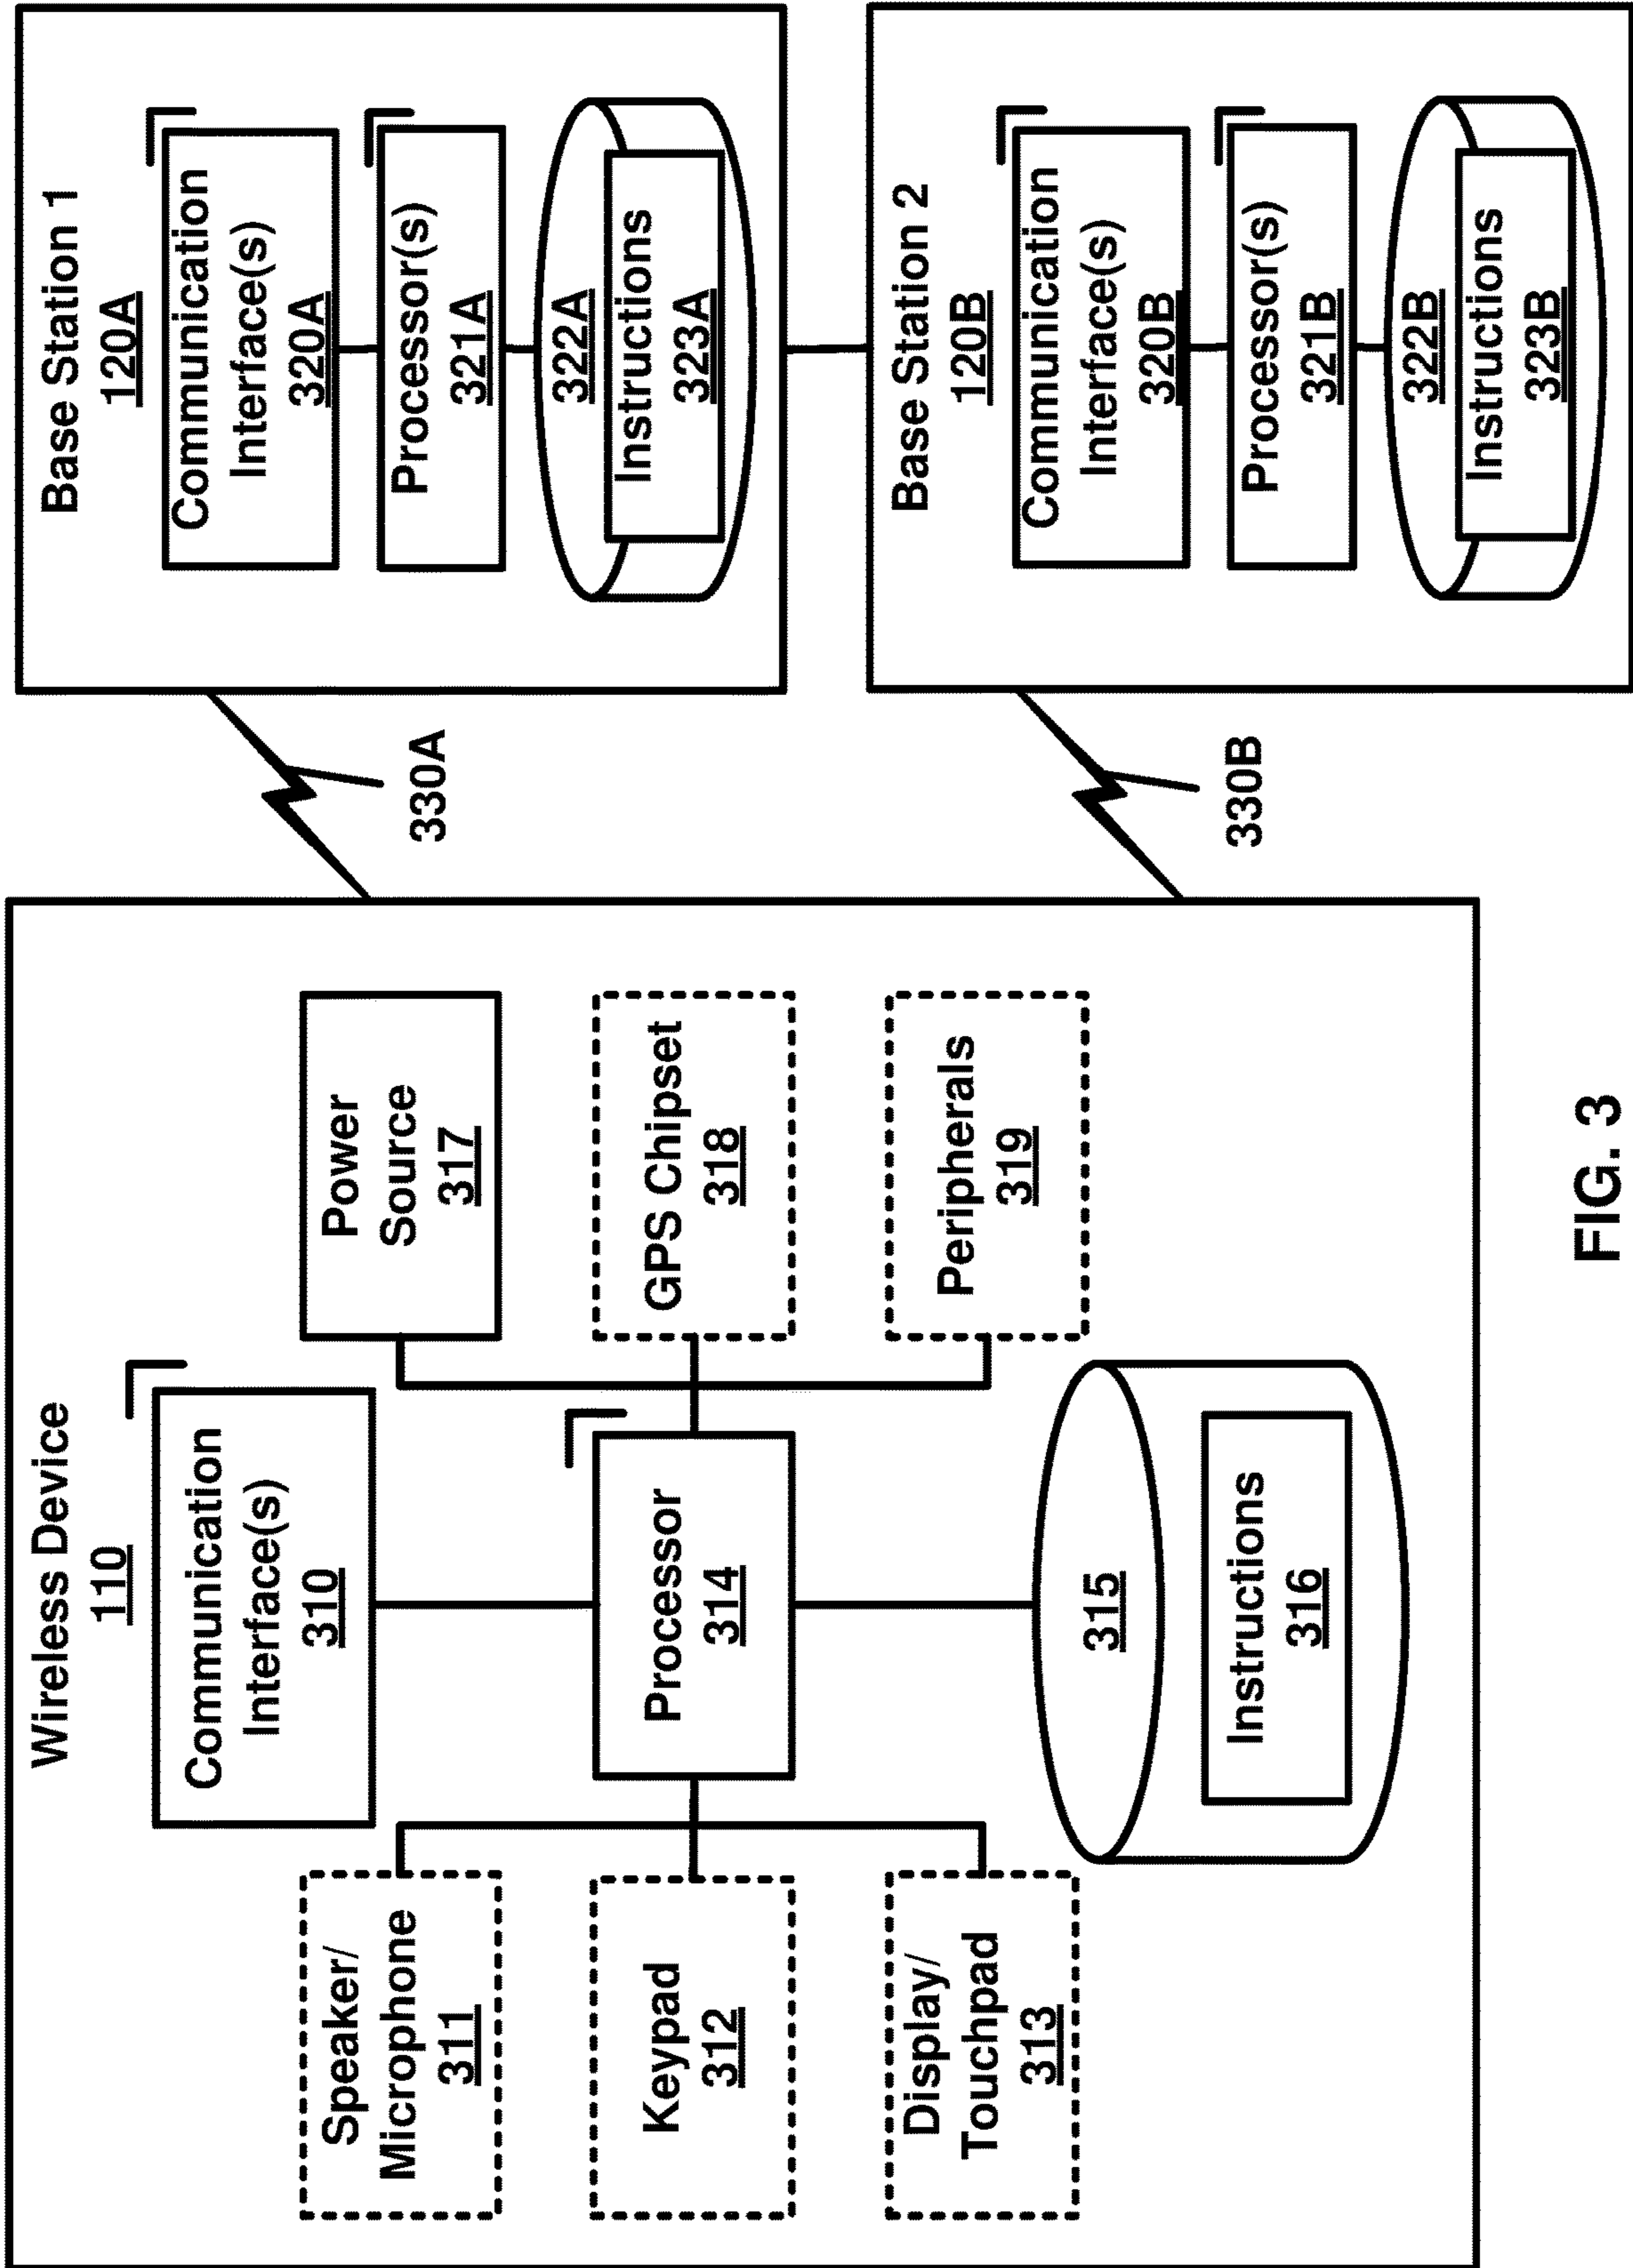 Wireless Device
110
Communication
Interface(s)
310
Speaker/
Microphone
311
Keypad
312
Display/
Touchpad
313
Processor
314
315
Instructions
316
Power
Source
317
GPS Chipset
318
Peripherals
319
330A
330B
Base Station 1
120A
Communication
Interface(s)
320A
Processor(s)
321A
322A
Instructions
323A
Base Station 2
120B
Communication
Interface(s)
320B
Processor(s)
321B
322B
Instructions
323B
FIG. 3